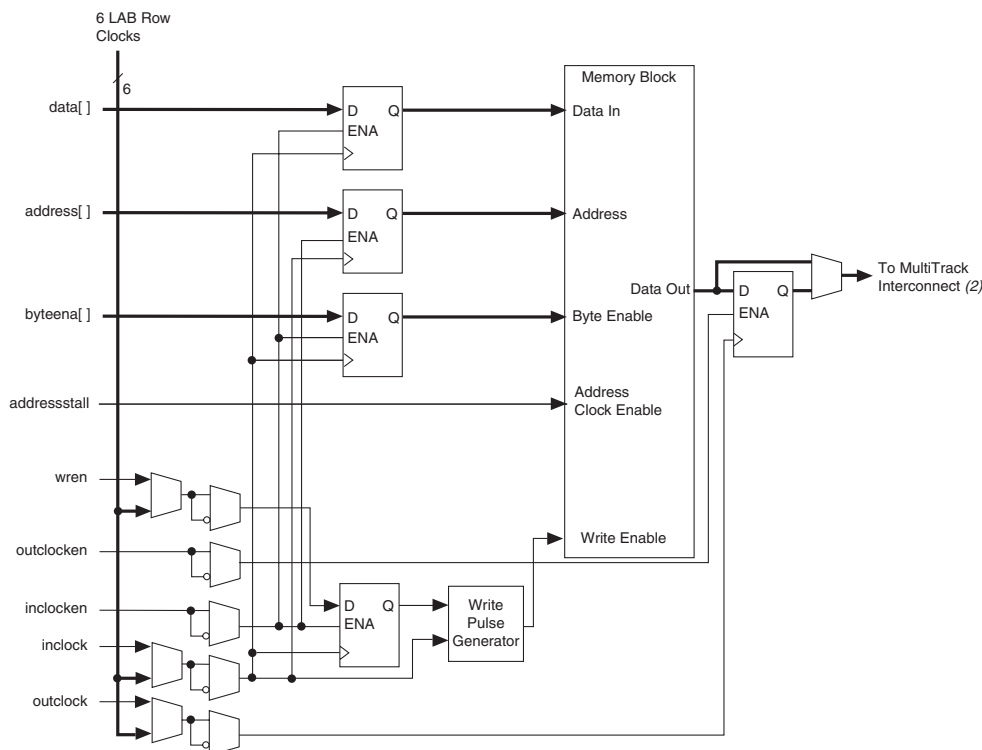 6 LAB Row
Clocks
6
data[ ]
D Q
ENA
Memory Block
Data In
address[ ]
D Q
ENA
Address
byteena[ ]
D Q
ENA
Byte Enable
Data Out
D Q
ENA
To MultiTrack
Interconnect (2)
addressstall
Address
Clock Enable
wren
Write Enable
outclocken
inclocken
D Q
ENA
Write
Pulse
Generator
inclock
outclock